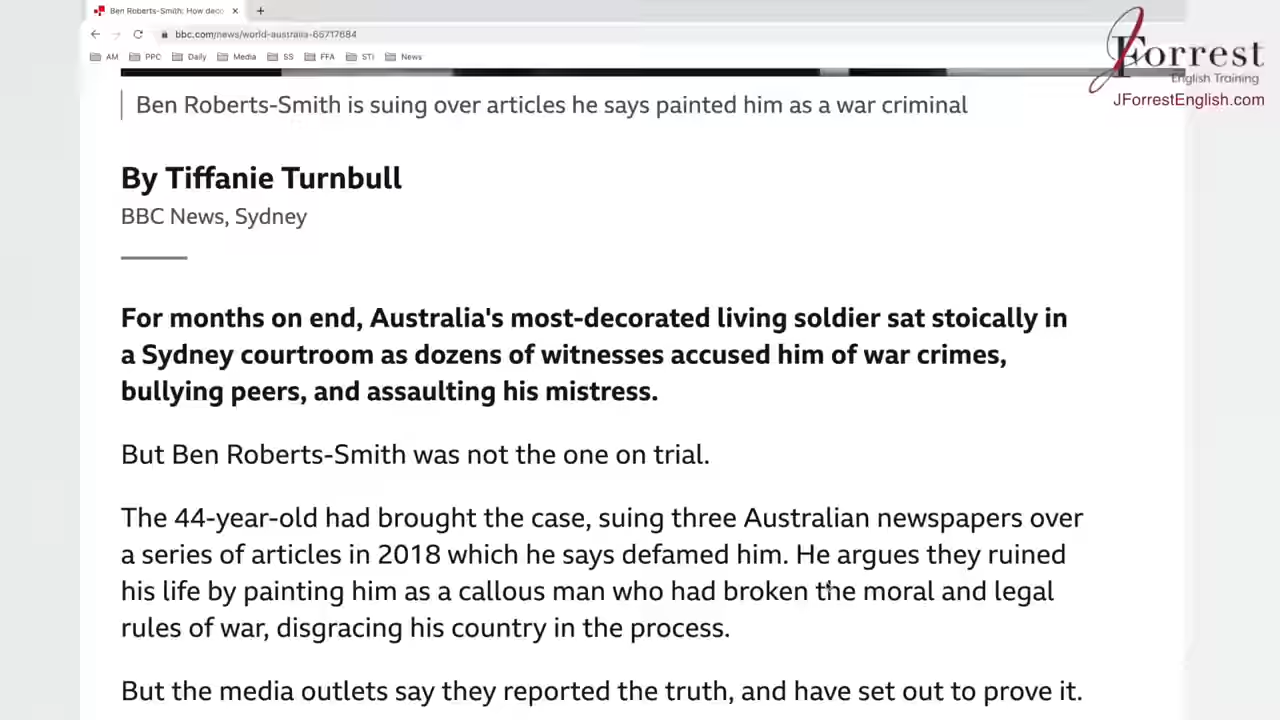 Ben Roberts-Smith: How deco
bbc.com/news/world-australia-65717684
AM PPC Daily Media SS FFA STI News
JForrest
English Training
JForrestEnglish.com
Ben Roberts-Smith is suing over articles he says painted him as a war criminal
By Tiffanie Turnbull
BBC News, Sydney
For months on end, Australia's most-decorated living soldier sat stoically in
a Sydney courtroom as dozens of witnesses accused him of war crimes,
bullying peers, and assaulting his mistress.
But Ben Roberts-Smith was not the one on trial.
The 44-year-old had brought the case, suing three Australian newspapers over
a series of articles in 2018 which he says defamed him. He argues they ruined
his life by painting him as a callous man who had broken the moral and legal
rules of war, disgracing his country in the process.
But the media outlets say they reported the truth, and have set out to prove it.